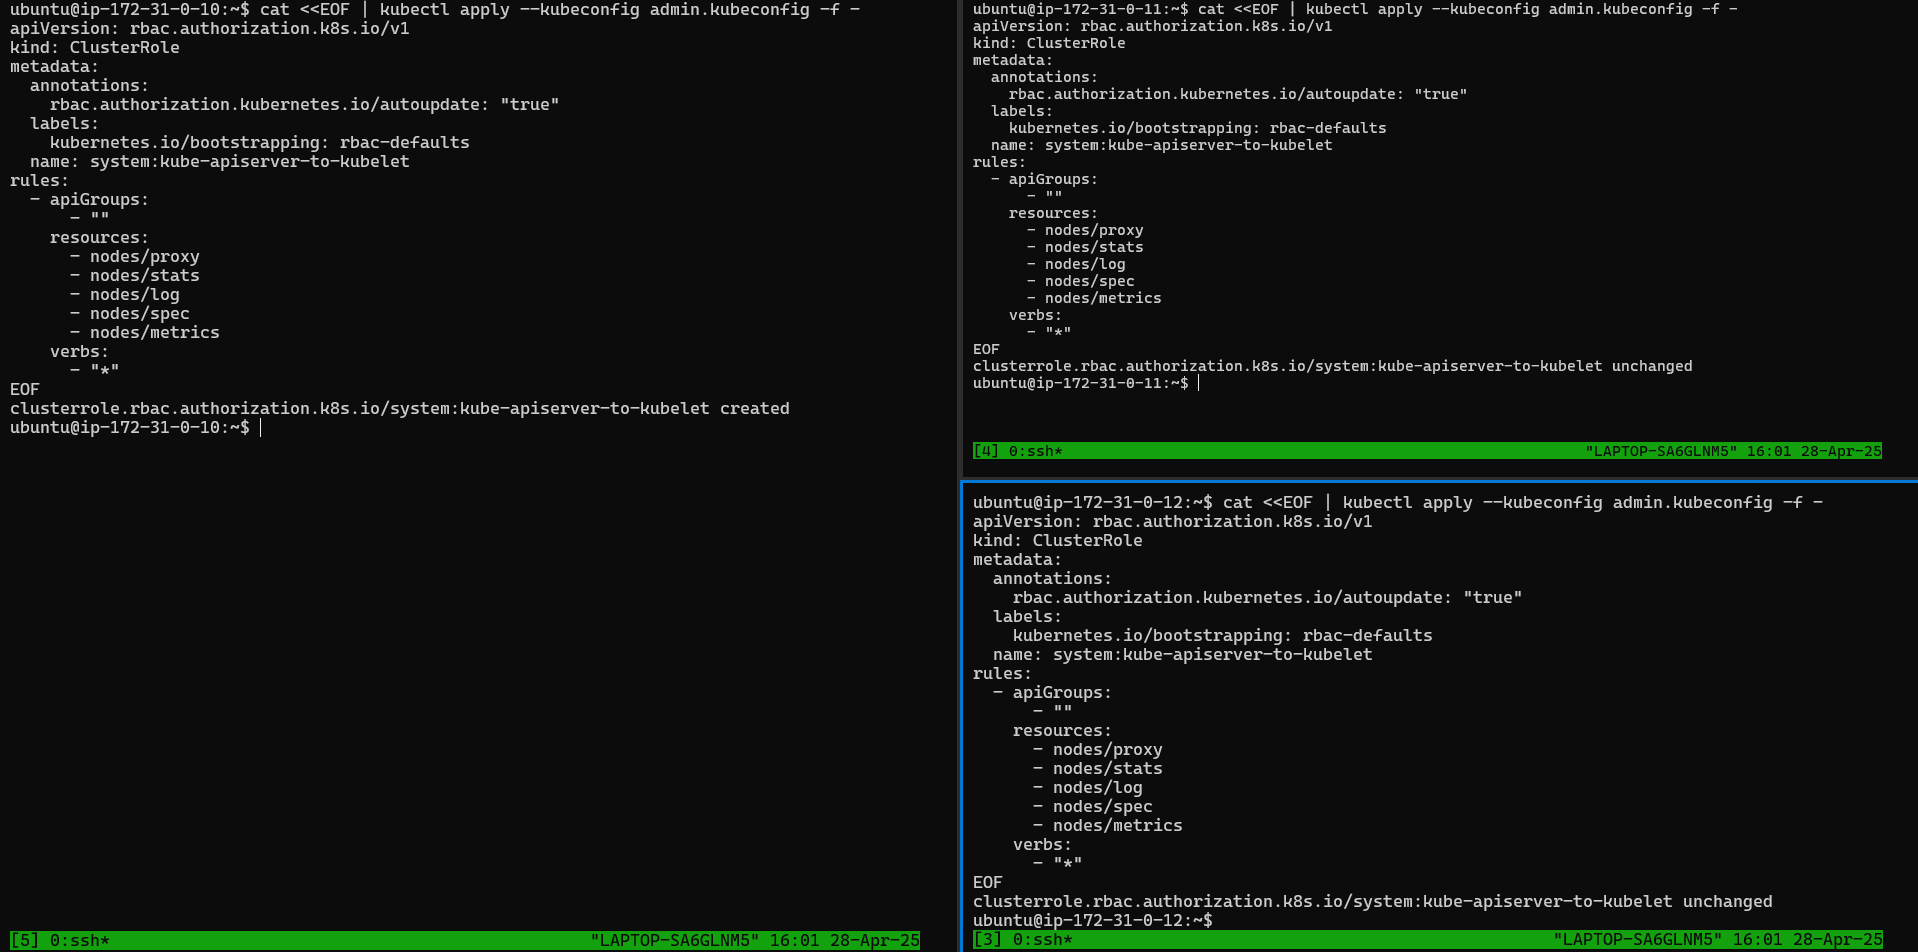 ubuntu@ip-172-31-0-10:~$ cat <<EOF | kubectl apply --kubeconfig admin.kubeconfig -f -
apiVersion: rbac.authorization.k8s.io/v1
kind: ClusterRole
metadata:
  annotations:
    rbac.authorization.kubernetes.io/autoupdate: "true"
  labels:
    kubernetes.io/bootstrapping: rbac-defaults
  name: system:kube-apiserver-to-kubelet
rules:
  - apiGroups:
      - ""
    resources:
      - nodes/proxy
      - nodes/stats
      - nodes/log
      - nodes/spec
      - nodes/metrics
    verbs:
      - "*"
EOF
clusterrole.rbac.authorization.k8s.io/system:kube-apiserver-to-kubelet created
ubuntu@ip-172-31-0-10:~$
[5] 0:ssh* "LAPTOP-SA6GLNM5" 16:01 28-Apr-25
ubuntu@ip-172-31-0-11:~$ cat <<EOF | kubectl apply --kubeconfig admin.kubeconfig -f -
apiVersion: rbac.authorization.k8s.io/v1
kind: ClusterRole
metadata:
  annotations:
    rbac.authorization.kubernetes.io/autoupdate: "true"
  labels:
    kubernetes.io/bootstrapping: rbac-defaults
  name: system:kube-apiserver-to-kubelet
rules:
  - apiGroups:
      - ""
    resources:
      - nodes/proxy
      - nodes/stats
      - nodes/log
      - nodes/spec
      - nodes/metrics
    verbs:
      - "*"
EOF
clusterrole.rbac.authorization.k8s.io/system:kube-apiserver-to-kubelet unchanged
ubuntu@ip-172-31-0-11:~$
[4] 0:ssh* "LAPTOP-SA6GLNM5" 16:01 28-Apr-25
ubuntu@ip-172-31-0-12:~$ cat <<EOF | kubectl apply --kubeconfig admin.kubeconfig -f -
apiVersion: rbac.authorization.k8s.io/v1
kind: ClusterRole
metadata:
  annotations:
    rbac.authorization.kubernetes.io/autoupdate: "true"
  labels:
    kubernetes.io/bootstrapping: rbac-defaults
  name: system:kube-apiserver-to-kubelet
rules:
  - apiGroups:
      - ""
    resources:
      - nodes/proxy
      - nodes/stats
      - nodes/log
      - nodes/spec
      - nodes/metrics
    verbs:
      - "*"
EOF
clusterrole.rbac.authorization.k8s.io/system:kube-apiserver-to-kubelet unchanged
ubuntu@ip-172-31-0-12:~$
[3] 0:ssh* "LAPTOP-SA6GLNM5" 16:01 28-Apr-25